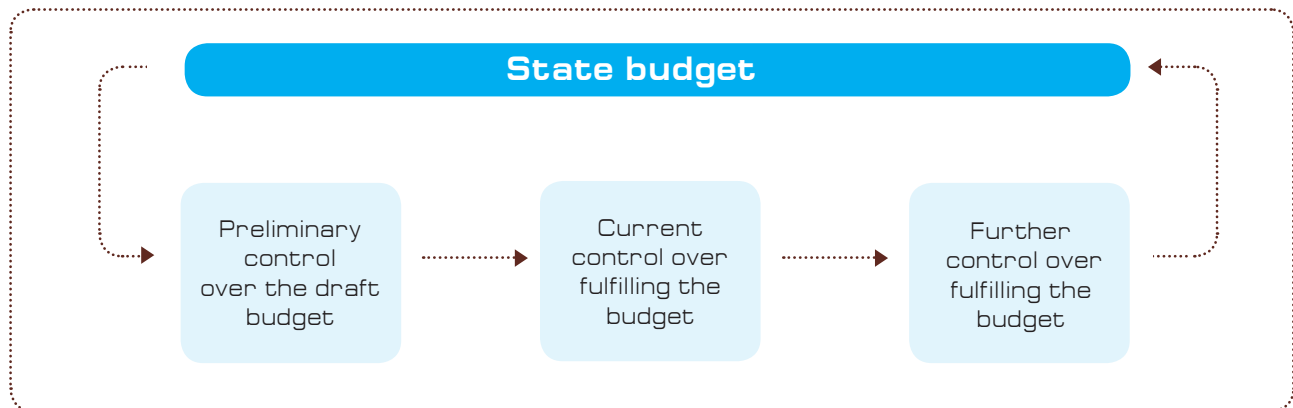 State budget
Preliminary
control
over the draft
budget
Current
control over
fulfilling the
budget
Further
control over
fulfilling the
budget